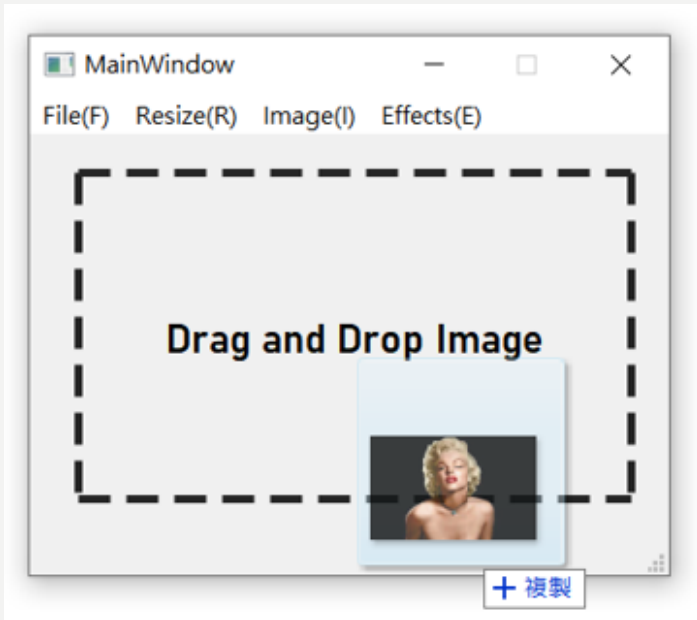 MainWindow
File(F) Resize(R) Image(I) Effects(E)
Drag and Drop Image
+ 複製